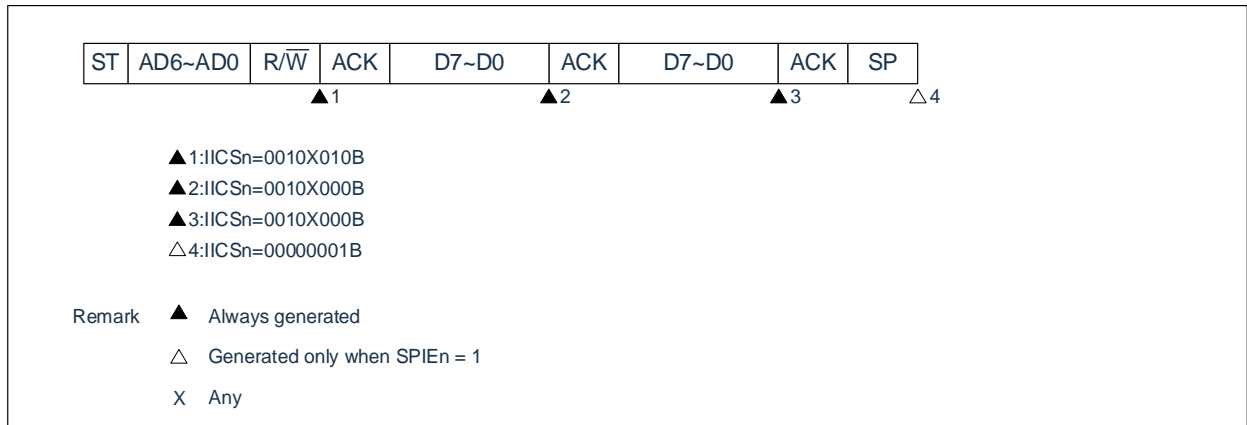 ST AD6~AD0 R/W̅ ACK D7~D0 ACK D7~D0 ACK SP
▲1 ▲2 ▲3 △4
▲1:IICSn=0010X010B
▲2:IICSn=0010X000B
▲3:IICSn=0010X000B
△4:IICSn=00000001B
Remark ▲ Always generated
△ Generated only when SPIEn = 1
X Any